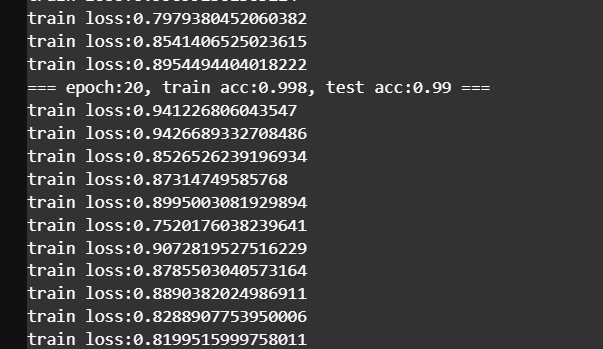 train loss:0.7979380452060382
train loss:0.8541406525023615
train loss:0.8954494404018222
=== epoch:20, train acc:0.998, test acc:0.99 ===
train loss:0.941226806043547
train loss:0.9426689332708486
train loss:0.8526526239196934
train loss:0.87314749585768
train loss:0.8995003081929894
train loss:0.7520176038239641
train loss:0.9072819527516229
train loss:0.8785503040573164
train loss:0.8890382024986911
train loss:0.8288907753950006
train loss:0.8199515999758011